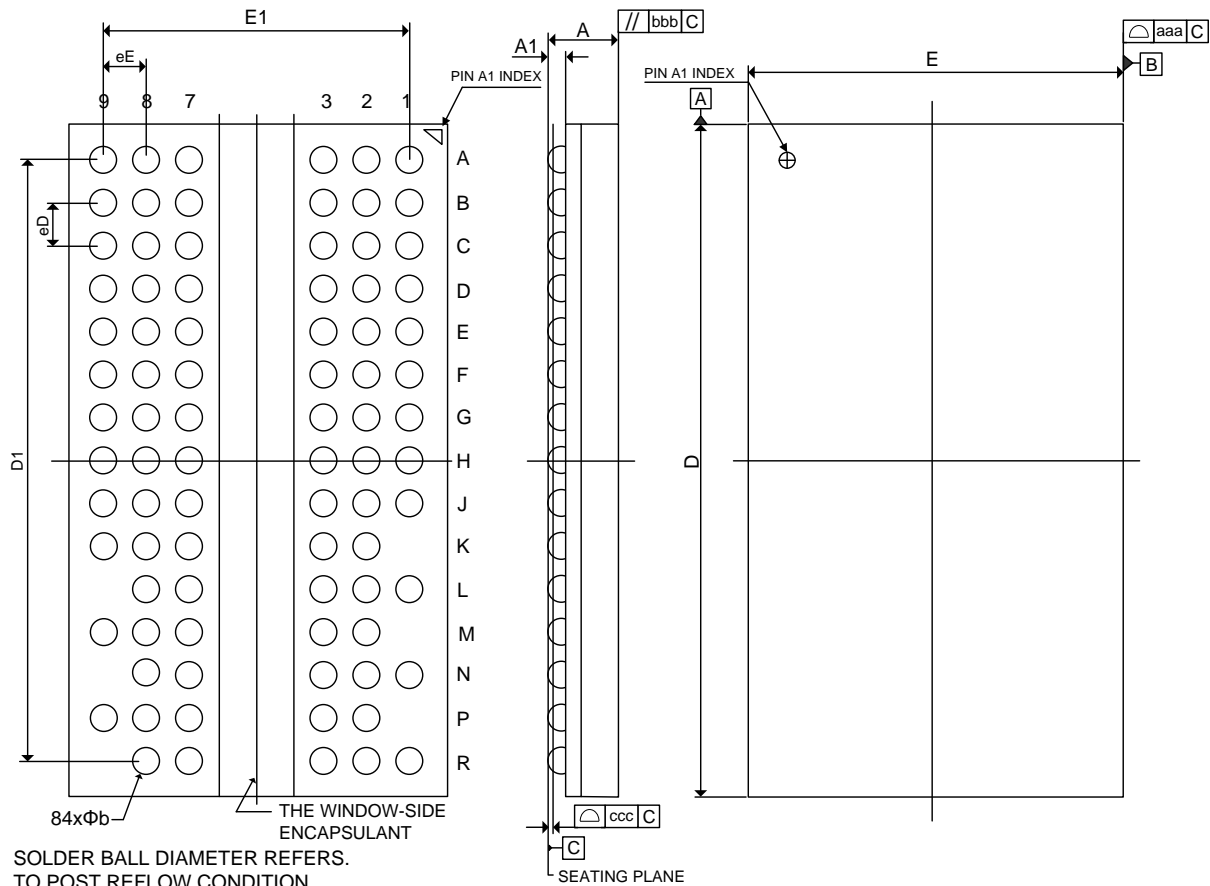 E1
eE
9 8 7 3 2 1
PIN A1 INDEX
A
B
C
D
E
F
G
H
J
K
L
M
N
P
R
eD
D1
84xΦb
THE WINDOW-SIDE
ENCAPSULANT
SOLDER BALL DIAMETER REFERS.
TO POST REFLOW CONDITION
A1
A
// bbb C
ccc C
C
SEATING PLANE
PIN A1 INDEX
A
E
aaa C
B
D